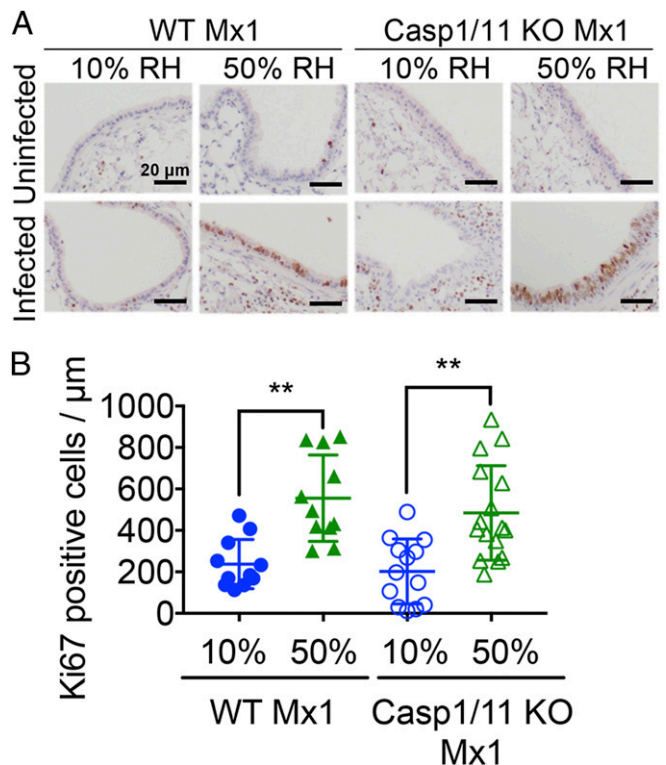 A
WT Mx1 Casp1/11 KO Mx1
10% RH 50% RH 10% RH 50% RH
Uninfected
20 μm
Infected
B
** **
Ki67 positive cells / μm
1000
800
600
400
200
0
10% 50% 10% 50%
WT Mx1 Casp1/11 KO
Mx1